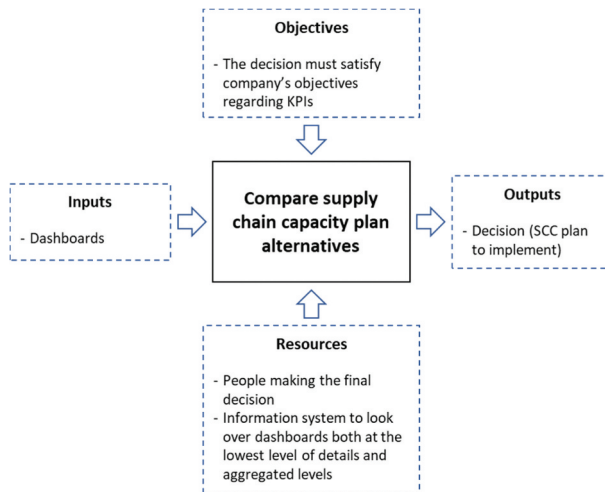 Objectives
- The decision must satisfy
company's objectives
regarding KPIs
Inputs
- Dashboards
Compare supply
chain capacity plan
alternatives
Outputs
- Decision (SCC plan
to implement)
Resources
- People making the final
decision
- Information system to look
over dashboards both at the
lowest level of details and
aggregated levels